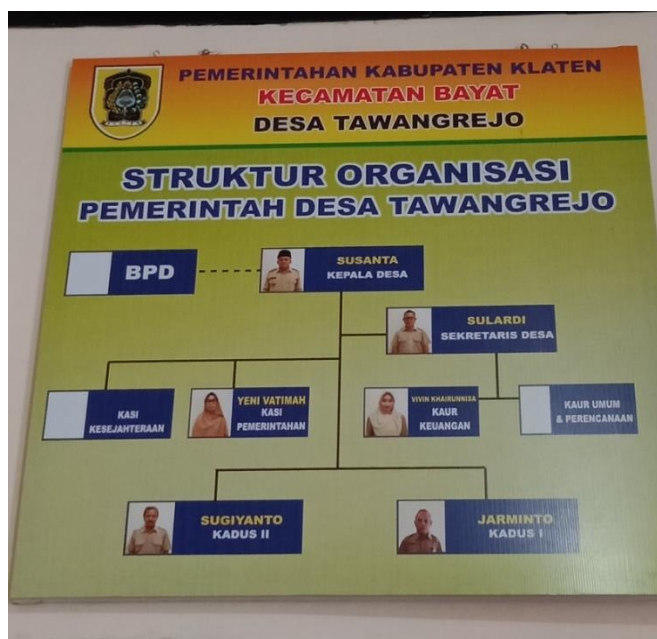 PEMERINTAHAN KABUPATEN KLATEN
KECAMATAN BAYAT
DESA TAWANGREJO
STRUKTUR ORGANISASI
PEMERINTAH DESA TAWANGREJO
BPD
SUSANTA
KEPALA DESA
SULARDI
SEKRETARIS DESA
KASI
KESEJAHTERAAN
YENI VATIMAH
KASI
PEMERINTAHAN
VIVIN KHAIRUNNISA
KAUR
KEUANGAN
KAUR UMUM
& PERENCANAAN
SUGIYANTO
KADUS II
JARMINTO
KADUS I